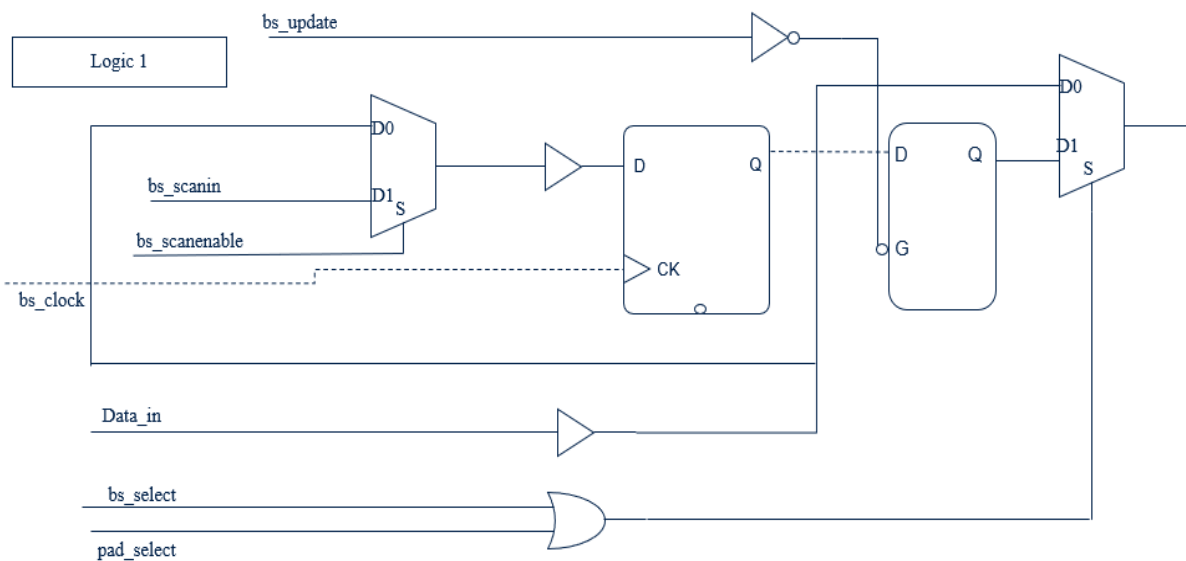 bs_update
Logic 1
D0
D0
D1
bs_scanin
D1
S
D
Q
D
Q
S
bs_scanenable
G
CK
bs_clock
Data_in
bs_select
pad_select